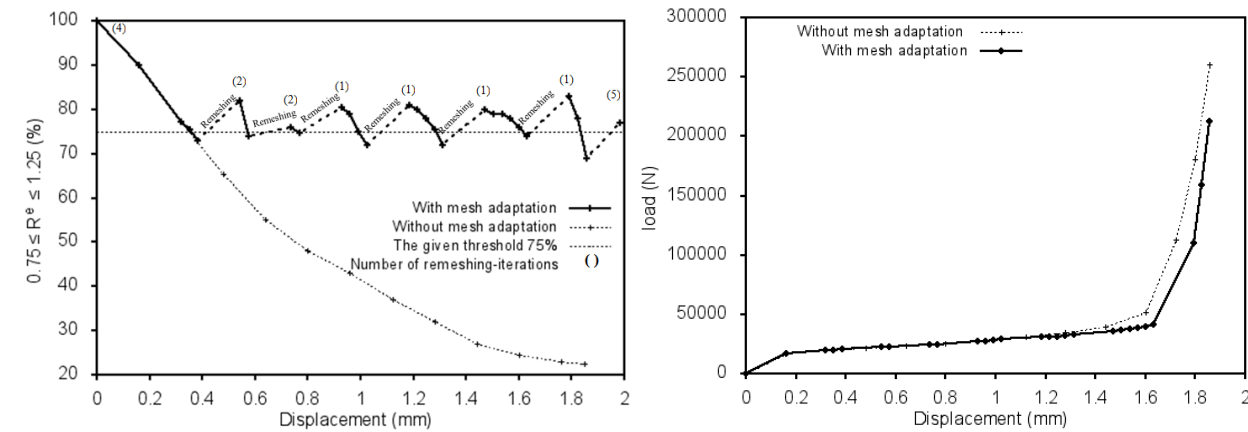 100
90
80
70
60
50
40
30
20
0.75 ≤ Rᵉ ≤ 1.25 (%)
(4)
(2)
(2)
(1)
(1)
(1)
(1)
(5)
Remeshing
Remeshing
Remeshing
Remeshing
Remeshing
Remeshing
With mesh adaptation
Without mesh adaptation
The given threshold 75%
Number of remeshing-iterations ( )
0 0.2 0.4 0.6 0.8 1 1.2 1.4 1.6 1.8 2
Displacement (mm)
300000
250000
200000
150000
100000
50000
0
load (N)
Without mesh adaptation
With mesh adaptation
0 0.2 0.4 0.6 0.8 1 1.2 1.4 1.6 1.8 2
Displacement (mm)